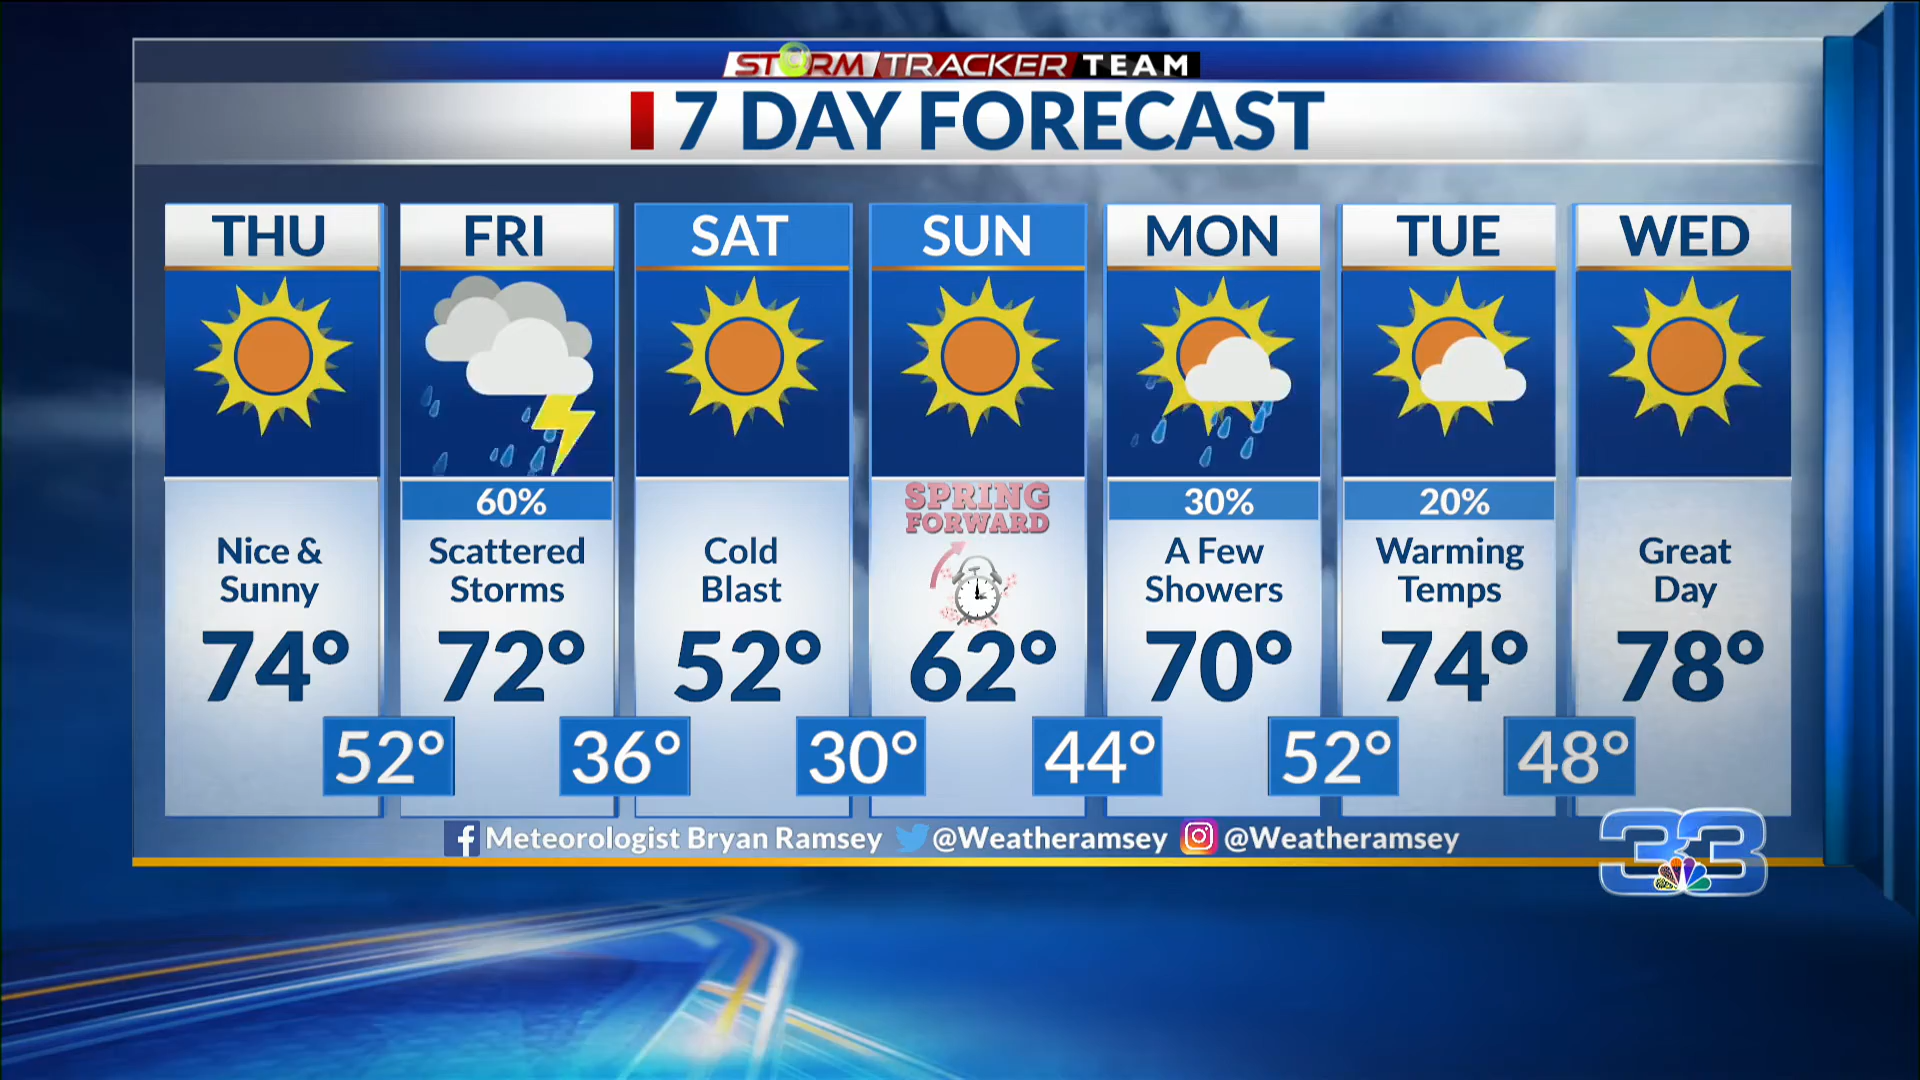 STORM TRACKER TEAM
7 DAY FORECAST
THU FRI SAT SUN MON TUE WED
SPRING
FORWARD
60% 30% 20%
Nice &
Sunny
Scattered
Storms
Cold
Blast
A Few
Showers
Warming
Temps
Great
Day
74° 72° 52° 62° 70° 74° 78°
52° 36° 30° 44° 52° 48°
Meteorologist Bryan Ramsey @Weatheramsey @Weatheramsey
33